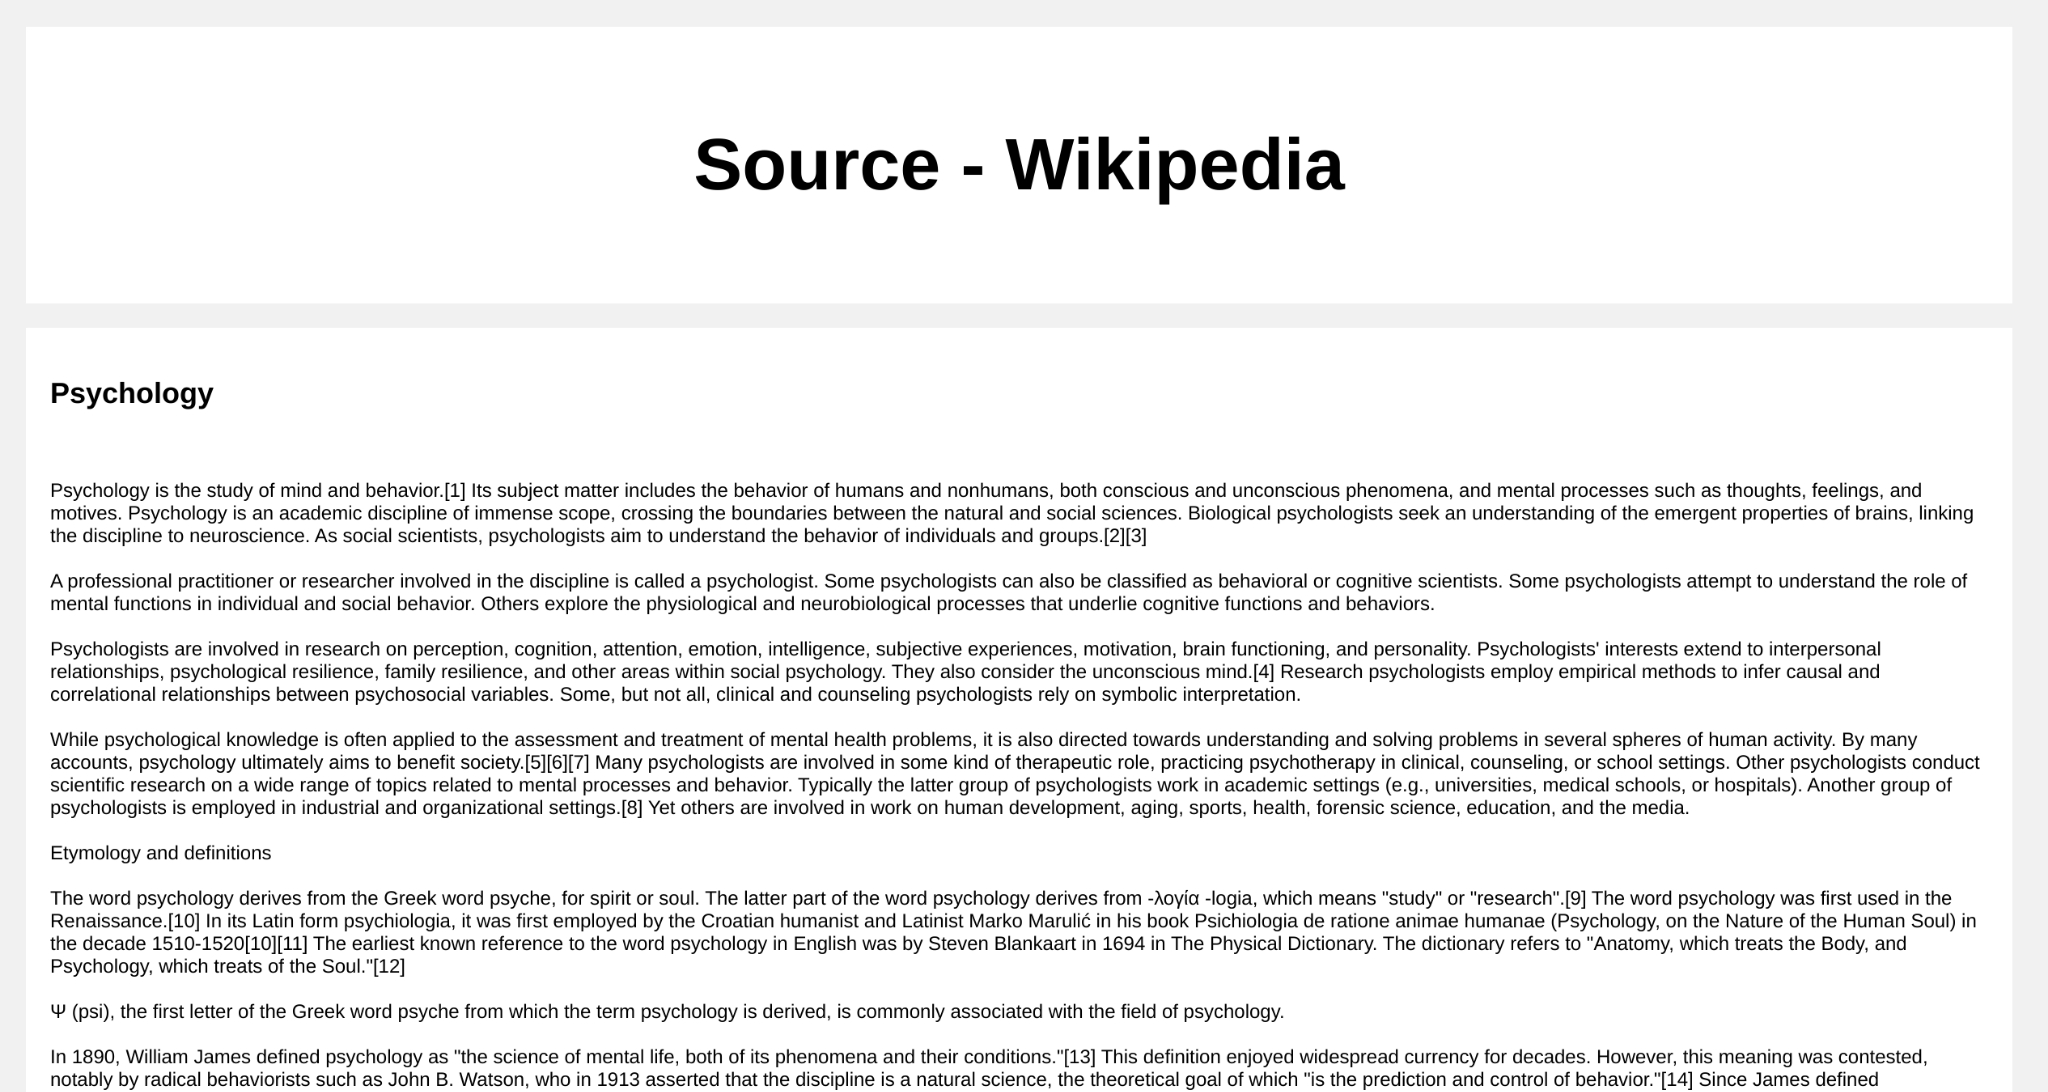 Source - Wikipedia
Psychology
Psychology is the study of mind and behavior.[1] Its subject matter includes the behavior of humans and nonhumans, both conscious and unconscious phenomena, and mental processes such as thoughts, feelings, and
motives. Psychology is an academic discipline of immense scope, crossing the boundaries between the natural and social sciences. Biological psychologists seek an understanding of the emergent properties of brains, linking
the discipline to neuroscience. As social scientists, psychologists aim to understand the behavior of individuals and groups.[2][3]
A professional practitioner or researcher involved in the discipline is called a psychologist. Some psychologists can also be classified as behavioral or cognitive scientists. Some psychologists attempt to understand the role of
mental functions in individual and social behavior. Others explore the physiological and neurobiological processes that underlie cognitive functions and behaviors.
Psychologists are involved in research on perception, cognition, attention, emotion, intelligence, subjective experiences, motivation, brain functioning, and personality. Psychologists' interests extend to interpersonal
relationships, psychological resilience, family resilience, and other areas within social psychology. They also consider the unconscious mind.[4] Research psychologists employ empirical methods to infer causal and
correlational relationships between psychosocial variables. Some, but not all, clinical and counseling psychologists rely on symbolic interpretation.
While psychological knowledge is often applied to the assessment and treatment of mental health problems, it is also directed towards understanding and solving problems in several spheres of human activity. By many
accounts, psychology ultimately aims to benefit society.[5][6][7] Many psychologists are involved in some kind of therapeutic role, practicing psychotherapy in clinical, counseling, or school settings. Other psychologists conduct
scientific research on a wide range of topics related to mental processes and behavior. Typically the latter group of psychologists work in academic settings (e.g., universities, medical schools, or hospitals). Another group of
psychologists is employed in industrial and organizational settings.[8] Yet others are involved in work on human development, aging, sports, health, forensic science, education, and the media.
Etymology and definitions
The word psychology derives from the Greek word psyche, for spirit or soul. The latter part of the word psychology derives from -λογία -logia, which means "study" or "research".[9] The word psychology was first used in the
Renaissance.[10] In its Latin form psychiologia, it was first employed by the Croatian humanist and Latinist Marko Marulić in his book Psichiologia de ratione animae humanae (Psychology, on the Nature of the Human Soul) in
the decade 1510-1520[10][11] The earliest known reference to the word psychology in English was by Steven Blankaart in 1694 in The Physical Dictionary. The dictionary refers to "Anatomy, which treats the Body, and
Psychology, which treats of the Soul."[12]
Ψ (psi), the first letter of the Greek word psyche from which the term psychology is derived, is commonly associated with the field of psychology.
In 1890, William James defined psychology as "the science of mental life, both of its phenomena and their conditions."[13] This definition enjoyed widespread currency for decades. However, this meaning was contested,
notably by radical behaviorists such as John B. Watson, who in 1913 asserted that the discipline is a natural science, the theoretical goal of which "is the prediction and control of behavior."[14] Since James defined